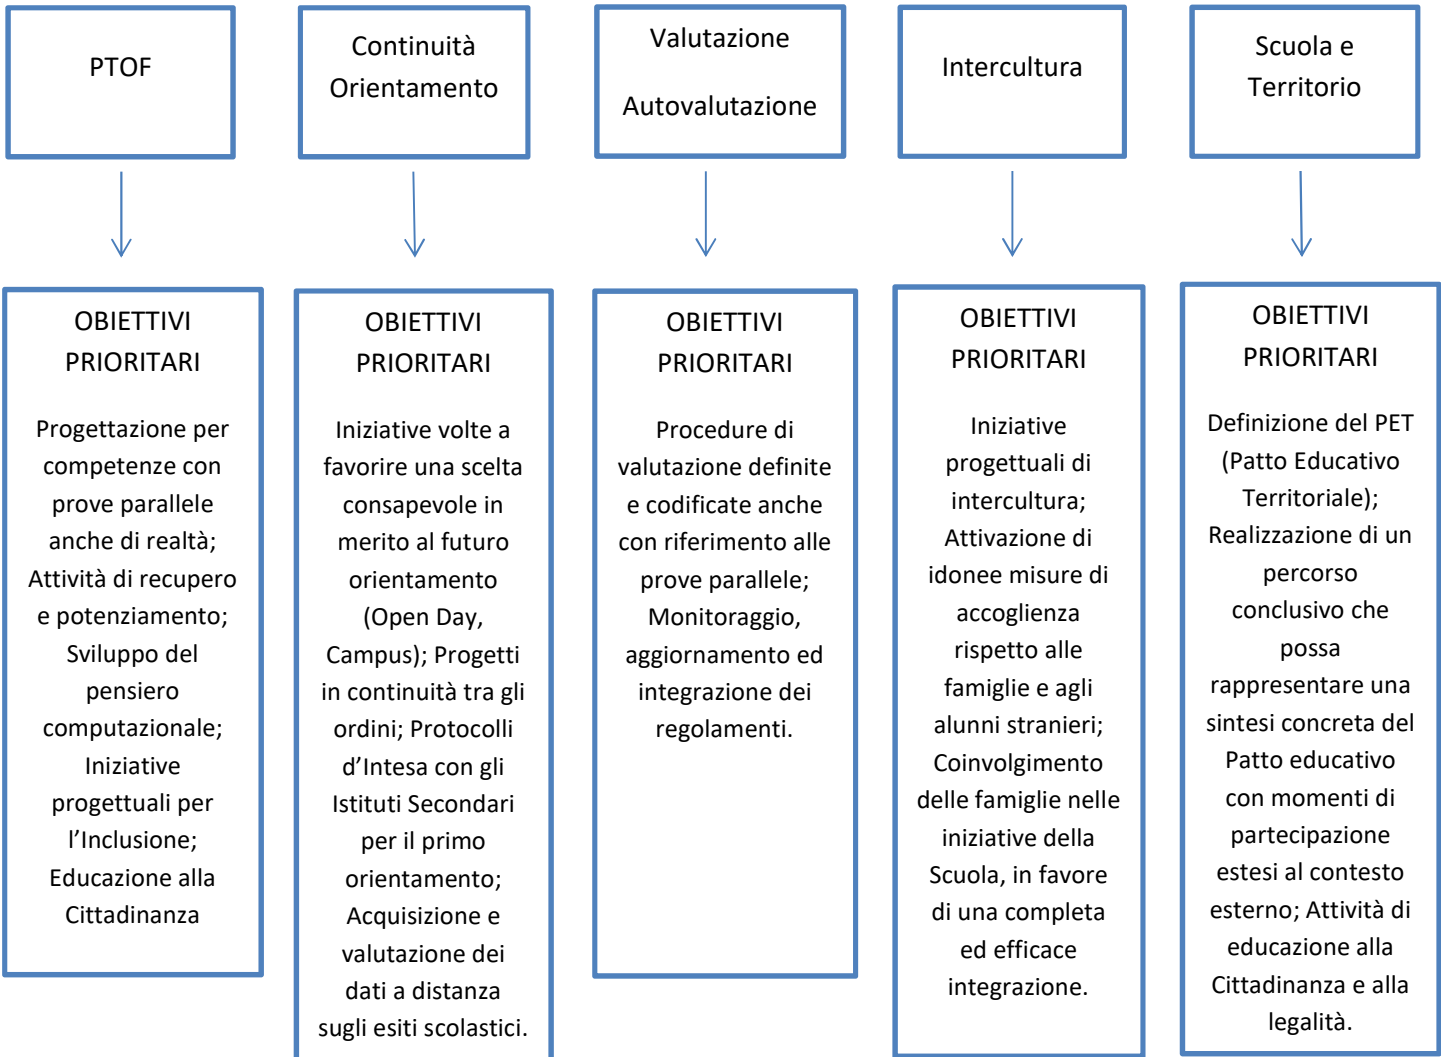 PTOF
Continuità
Orientamento
Valutazione
Autovalutazione
Intercultura
Scuola e
Territorio
OBIETTIVI
PRIORITARI
Progettazione per
competenze con
prove parallele
anche di realtà;
Attività di recupero
e potenziamento;
Sviluppo del
pensiero
computazionale;
Iniziative
progettuali per
l’Inclusione;
Educazione alla
Cittadinanza
OBIETTIVI
PRIORITARI
Iniziative volte a
favorire una scelta
consapevole in
merito al futuro
orientamento
(Open Day,
Campus); Progetti
in continuità tra gli
ordini; Protocolli
d’Intesa con gli
Istituti Secondari
per il primo
orientamento;
Acquisizione e
valutazione dei
dati a distanza
sugli esiti scolastici.
OBIETTIVI
PRIORITARI
Procedure di
valutazione definite
e codificate anche
con riferimento alle
prove parallele;
Monitoraggio,
aggiornamento ed
integrazione dei
regolamenti.
OBIETTIVI
PRIORITARI
Iniziative
progettuali di
intercultura;
Attivazione di
idonee misure di
accoglienza
rispetto alle
famiglie e agli
alunni stranieri;
Coinvolgimento
delle famiglie nelle
iniziative della
Scuola, in favore
di una completa
ed efficace
integrazione.
OBIETTIVI
PRIORITARI
Definizione del PET
(Patto Educativo
Territoriale);
Realizzazione di un
percorso
conclusivo che
possa
rappresentare una
sintesi concreta del
Patto educativo
con momenti di
partecipazione
estesi al contesto
esterno; Attività di
educazione alla
Cittadinanza e alla
legalità.